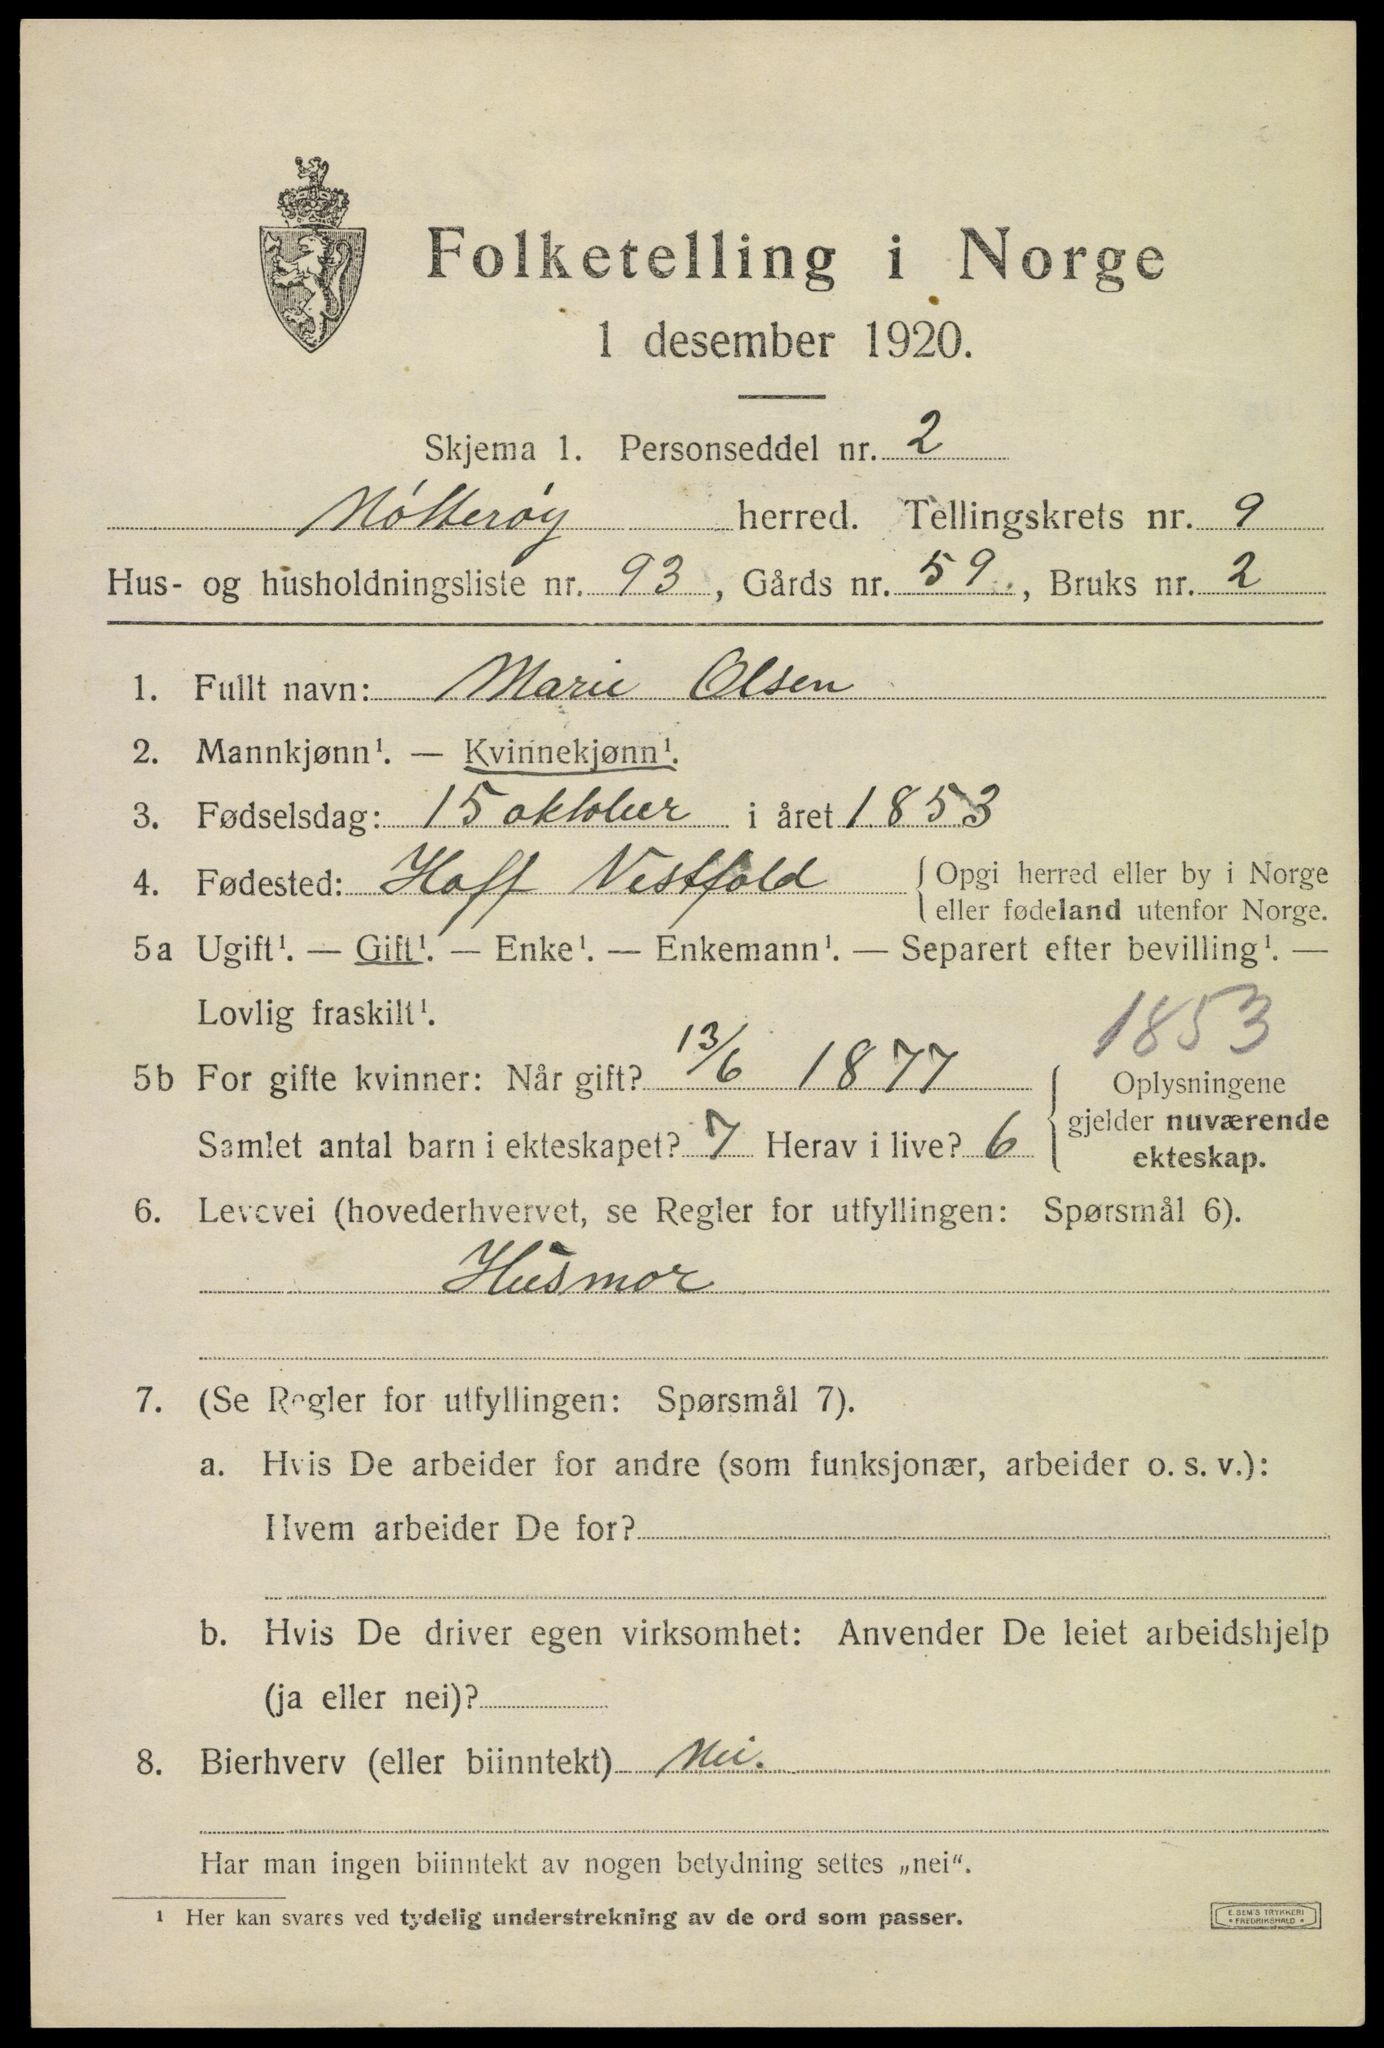 Folketelling i Norge
1 desember 1920.
Skjema 1. Personseddel nr. 2
Nötteröy herred. Tellingskrets nr. 9
Hus- og husholdningsliste nr. 93, Gårds nr. 59, Bruks nr. 2
1. Fullt navn: Marie Olsen
2. Mannkjønn¹. — Kvinnekjønn¹.
3. Fødselsdag: 15 oktober i året 1853
4. Fødested: Hoff Vestfold { Opgi herred eller by i Norge
eller fødeland utenfor Norge.
5a Ugift¹. — Gift¹. — Enke¹. — Enkemann¹. — Separert efter bevilling¹. —
Lovlig fraskilt¹.
1853
5b For gifte kvinner: Når gift? 13/6 1877
Samlet antal barn i ekteskapet? 7 Herav i live? 6
{ Oplysningene
gjelder nuværende
ekteskap.
6. Levevei (hovederhvervet, se Regler for utfyllingen: Spørsmål 6).
Husmor
7. (Se Regler for utfyllingen: Spørsmål 7).
a. Hvis De arbeider for andre (som funksjonær, arbeider o. s. v.):
Hvem arbeider De for?
b. Hvis De driver egen virksomhet: Anvender De leiet arbeidshjelp
(ja eller nei)?
8. Bierhverv (eller biinntekt) Nei.
Har man ingen biinntekt av nogen betydning settes „nei“.
¹ Her kan svares ved tydelig understrekning av de ord som passer.
E. SEM'S TRYKKERI
• FREDRIKSHALD •